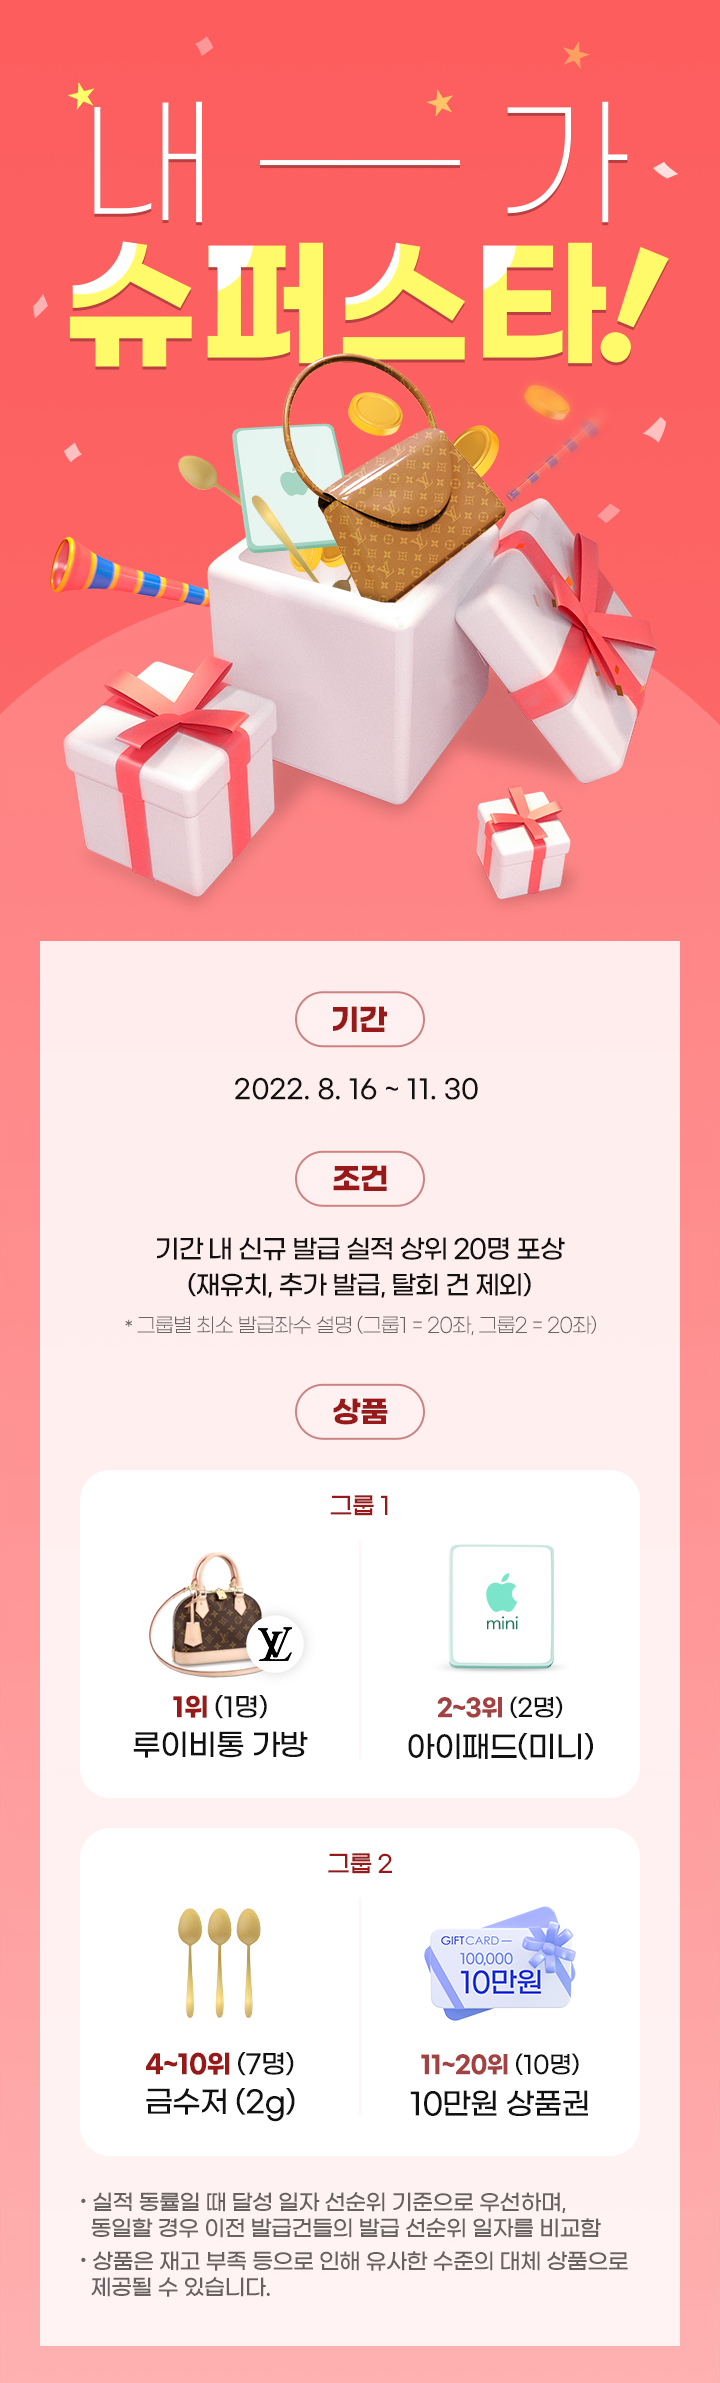 내 — 가
슈퍼스타!
기간
2022. 8. 16 ~ 11. 30
조건
기간 내 신규 발급 실적 상위 20명 포상
(재유치, 추가 발급, 탈회 건 제외)
* 그룹별 최소 발급좌수 설명 (그룹1 = 20좌, 그룹2 = 20좌)
상품
그룹 1
mini
LV
1위 (1명)
루이비통 가방
2~3위 (2명)
아이패드(미니)
그룹 2
GIFTCARD —
100,000
10만원
4~10위 (7명)
금수저 (2g)
11~20위 (10명)
10만원 상품권
• 실적 동률일 때 달성 일자 선순위 기준으로 우선하며,
동일할 경우 이전 발급건들의 발급 선순위 일자를 비교함
• 상품은 재고 부족 등으로 인해 유사한 수준의 대체 상품으로
제공될 수 있습니다.